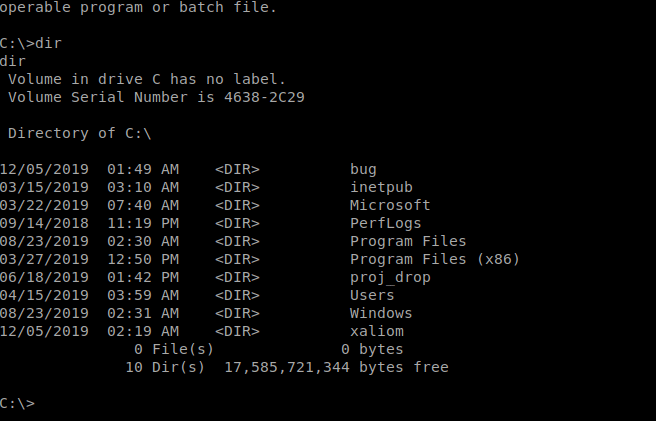 operable program or batch file.
C:\>dir
dir
 Volume in drive C has no label.
 Volume Serial Number is 4638-2C29
 Directory of C:\
12/05/2019  01:49 AM    <DIR>          bug
03/15/2019  03:10 AM    <DIR>          inetpub
03/22/2019  07:40 AM    <DIR>          Microsoft
09/14/2018  11:19 PM    <DIR>          PerfLogs
08/23/2019  02:30 AM    <DIR>          Program Files
03/27/2019  12:50 PM    <DIR>          Program Files (x86)
06/18/2019  01:42 PM    <DIR>          proj_drop
04/15/2019  03:59 AM    <DIR>          Users
08/23/2019  02:31 AM    <DIR>          Windows
12/05/2019  02:19 AM    <DIR>          xaliom
               0 File(s)              0 bytes
              10 Dir(s)  17,585,721,344 bytes free
C:\>